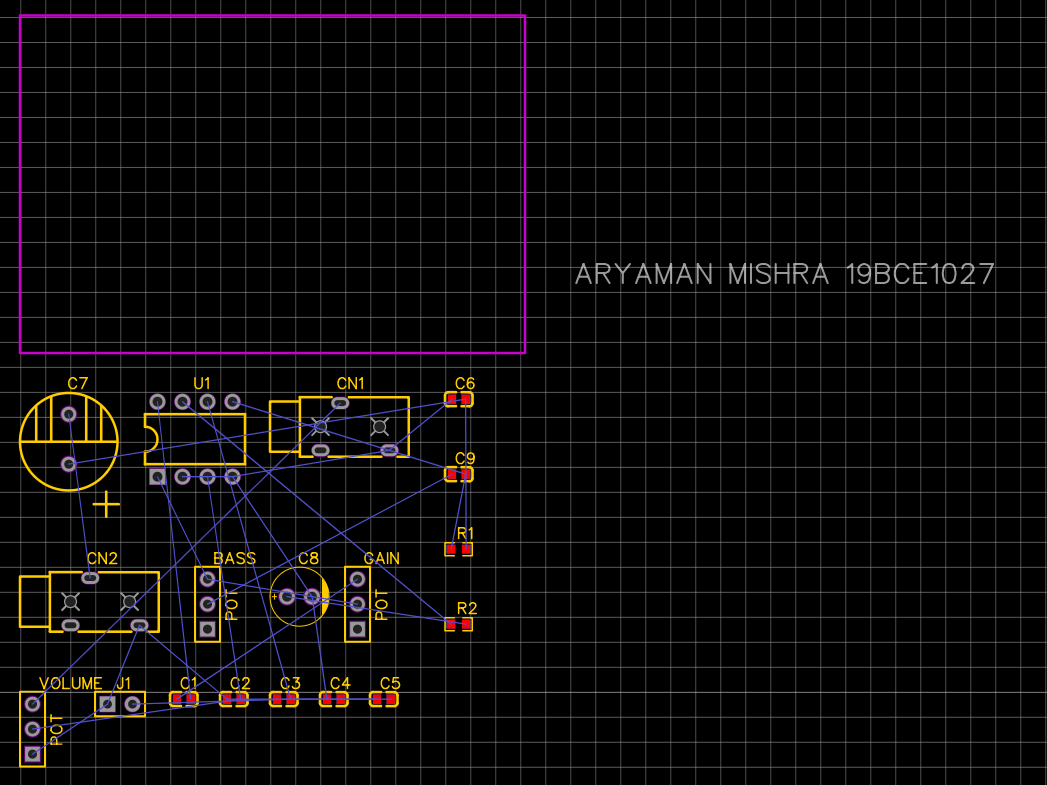 ARYAMAN MISHRA 19BCE1027
C7
U1
CN1
C6
C9
R1
CN2
BASS
C8
GAIN
+
POT
POT
R2
VOLUME
J1
C1
C2
C3
C4
C5
POT